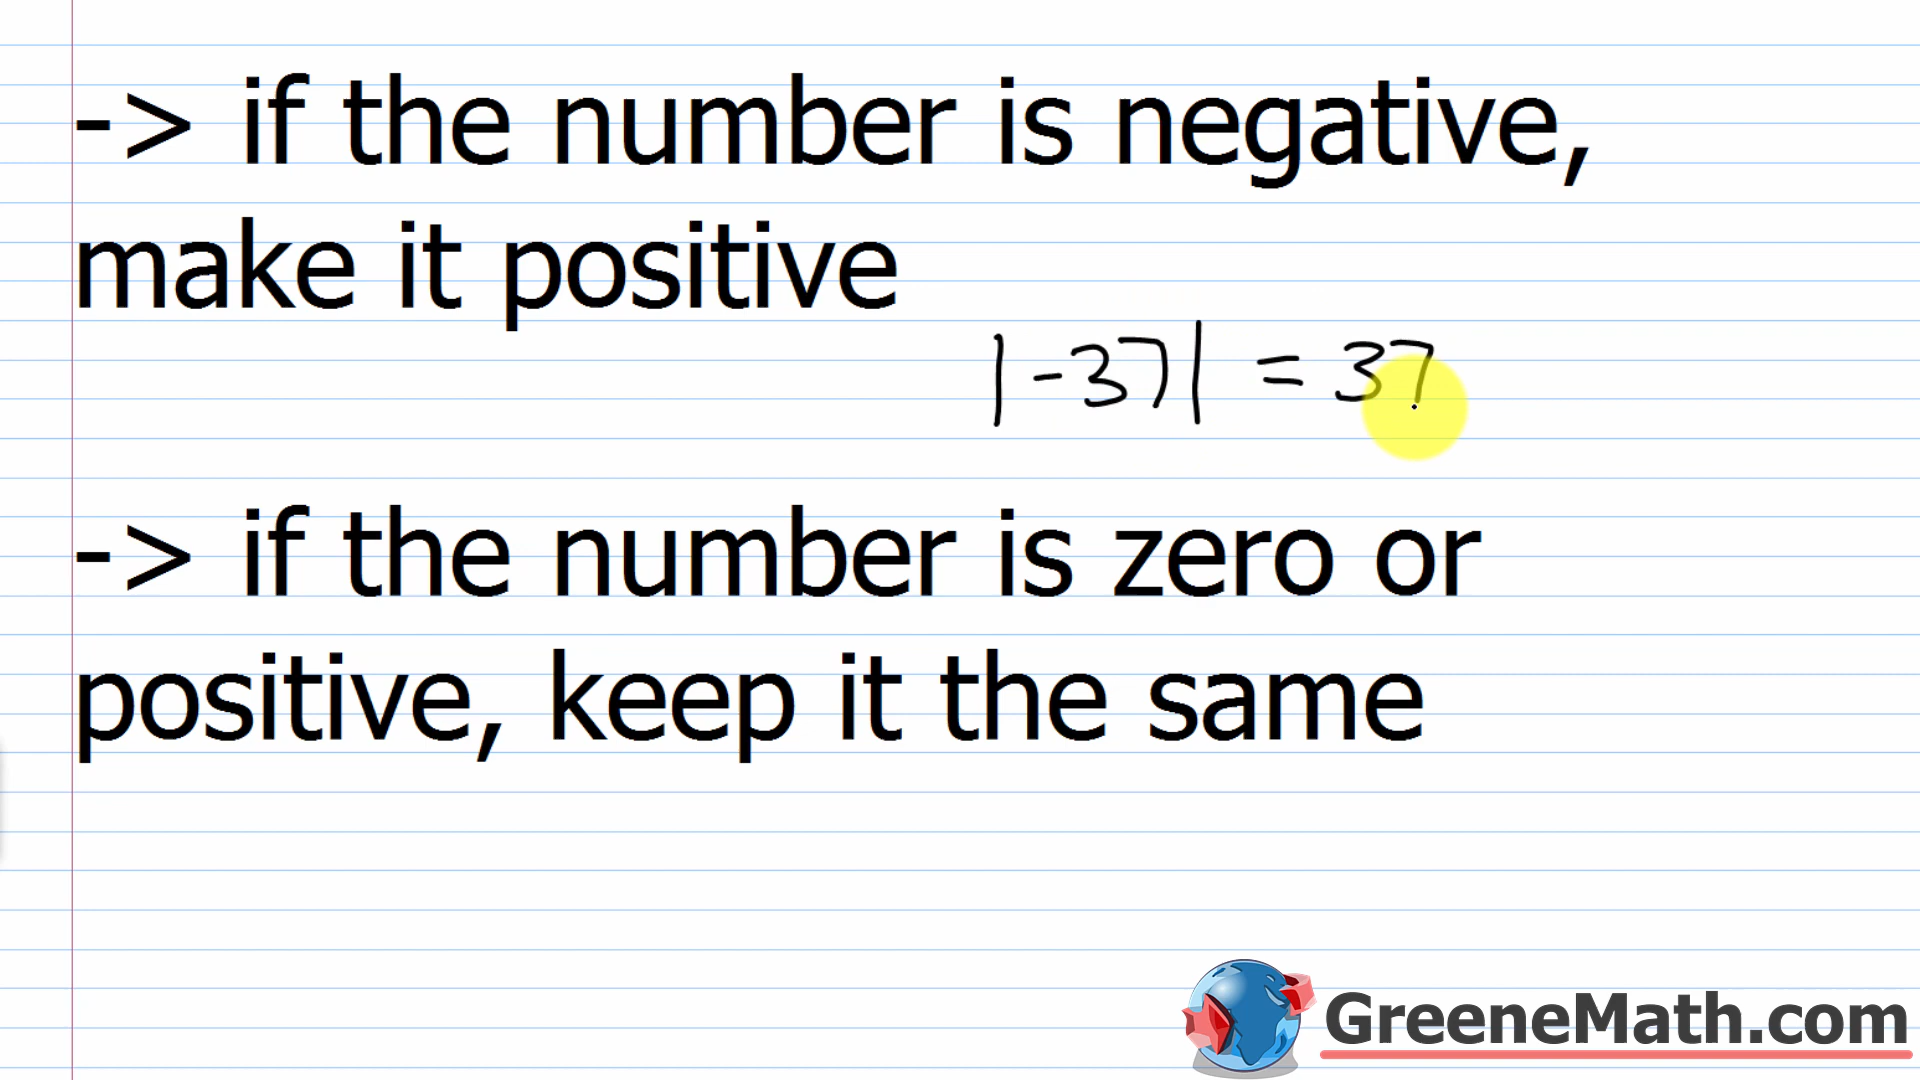 -> if the number is negative,
make it positive
|-37| = 37
-> if the number is zero or
positive, keep it the same
GreeneMath.com